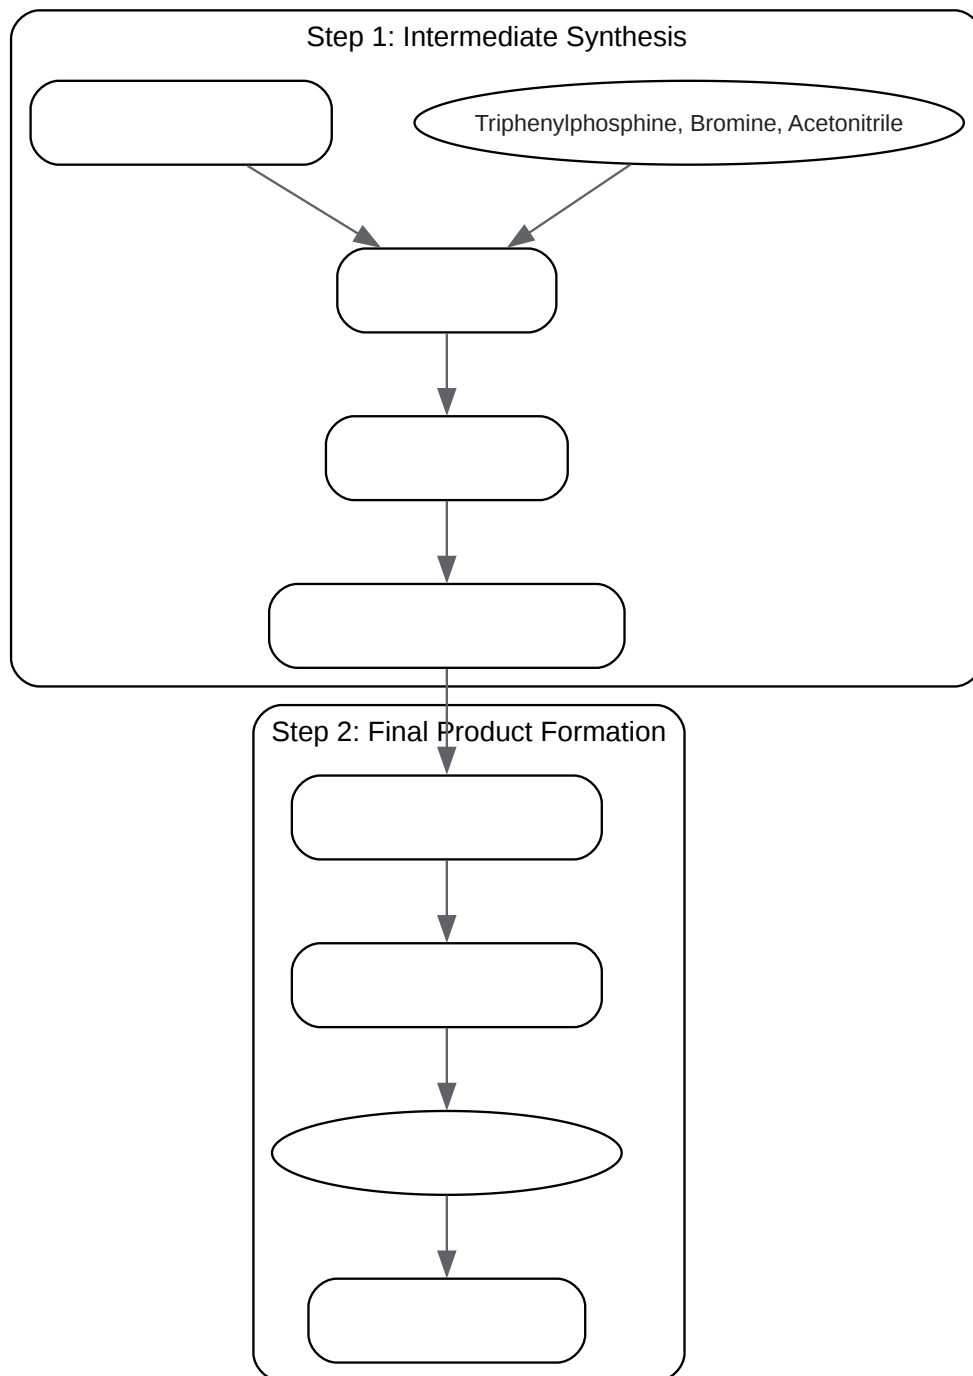 Step 1: Intermediate Synthesis
Triphenylphosphine, Bromine, Acetonitrile
Step 2: Final Product Formation